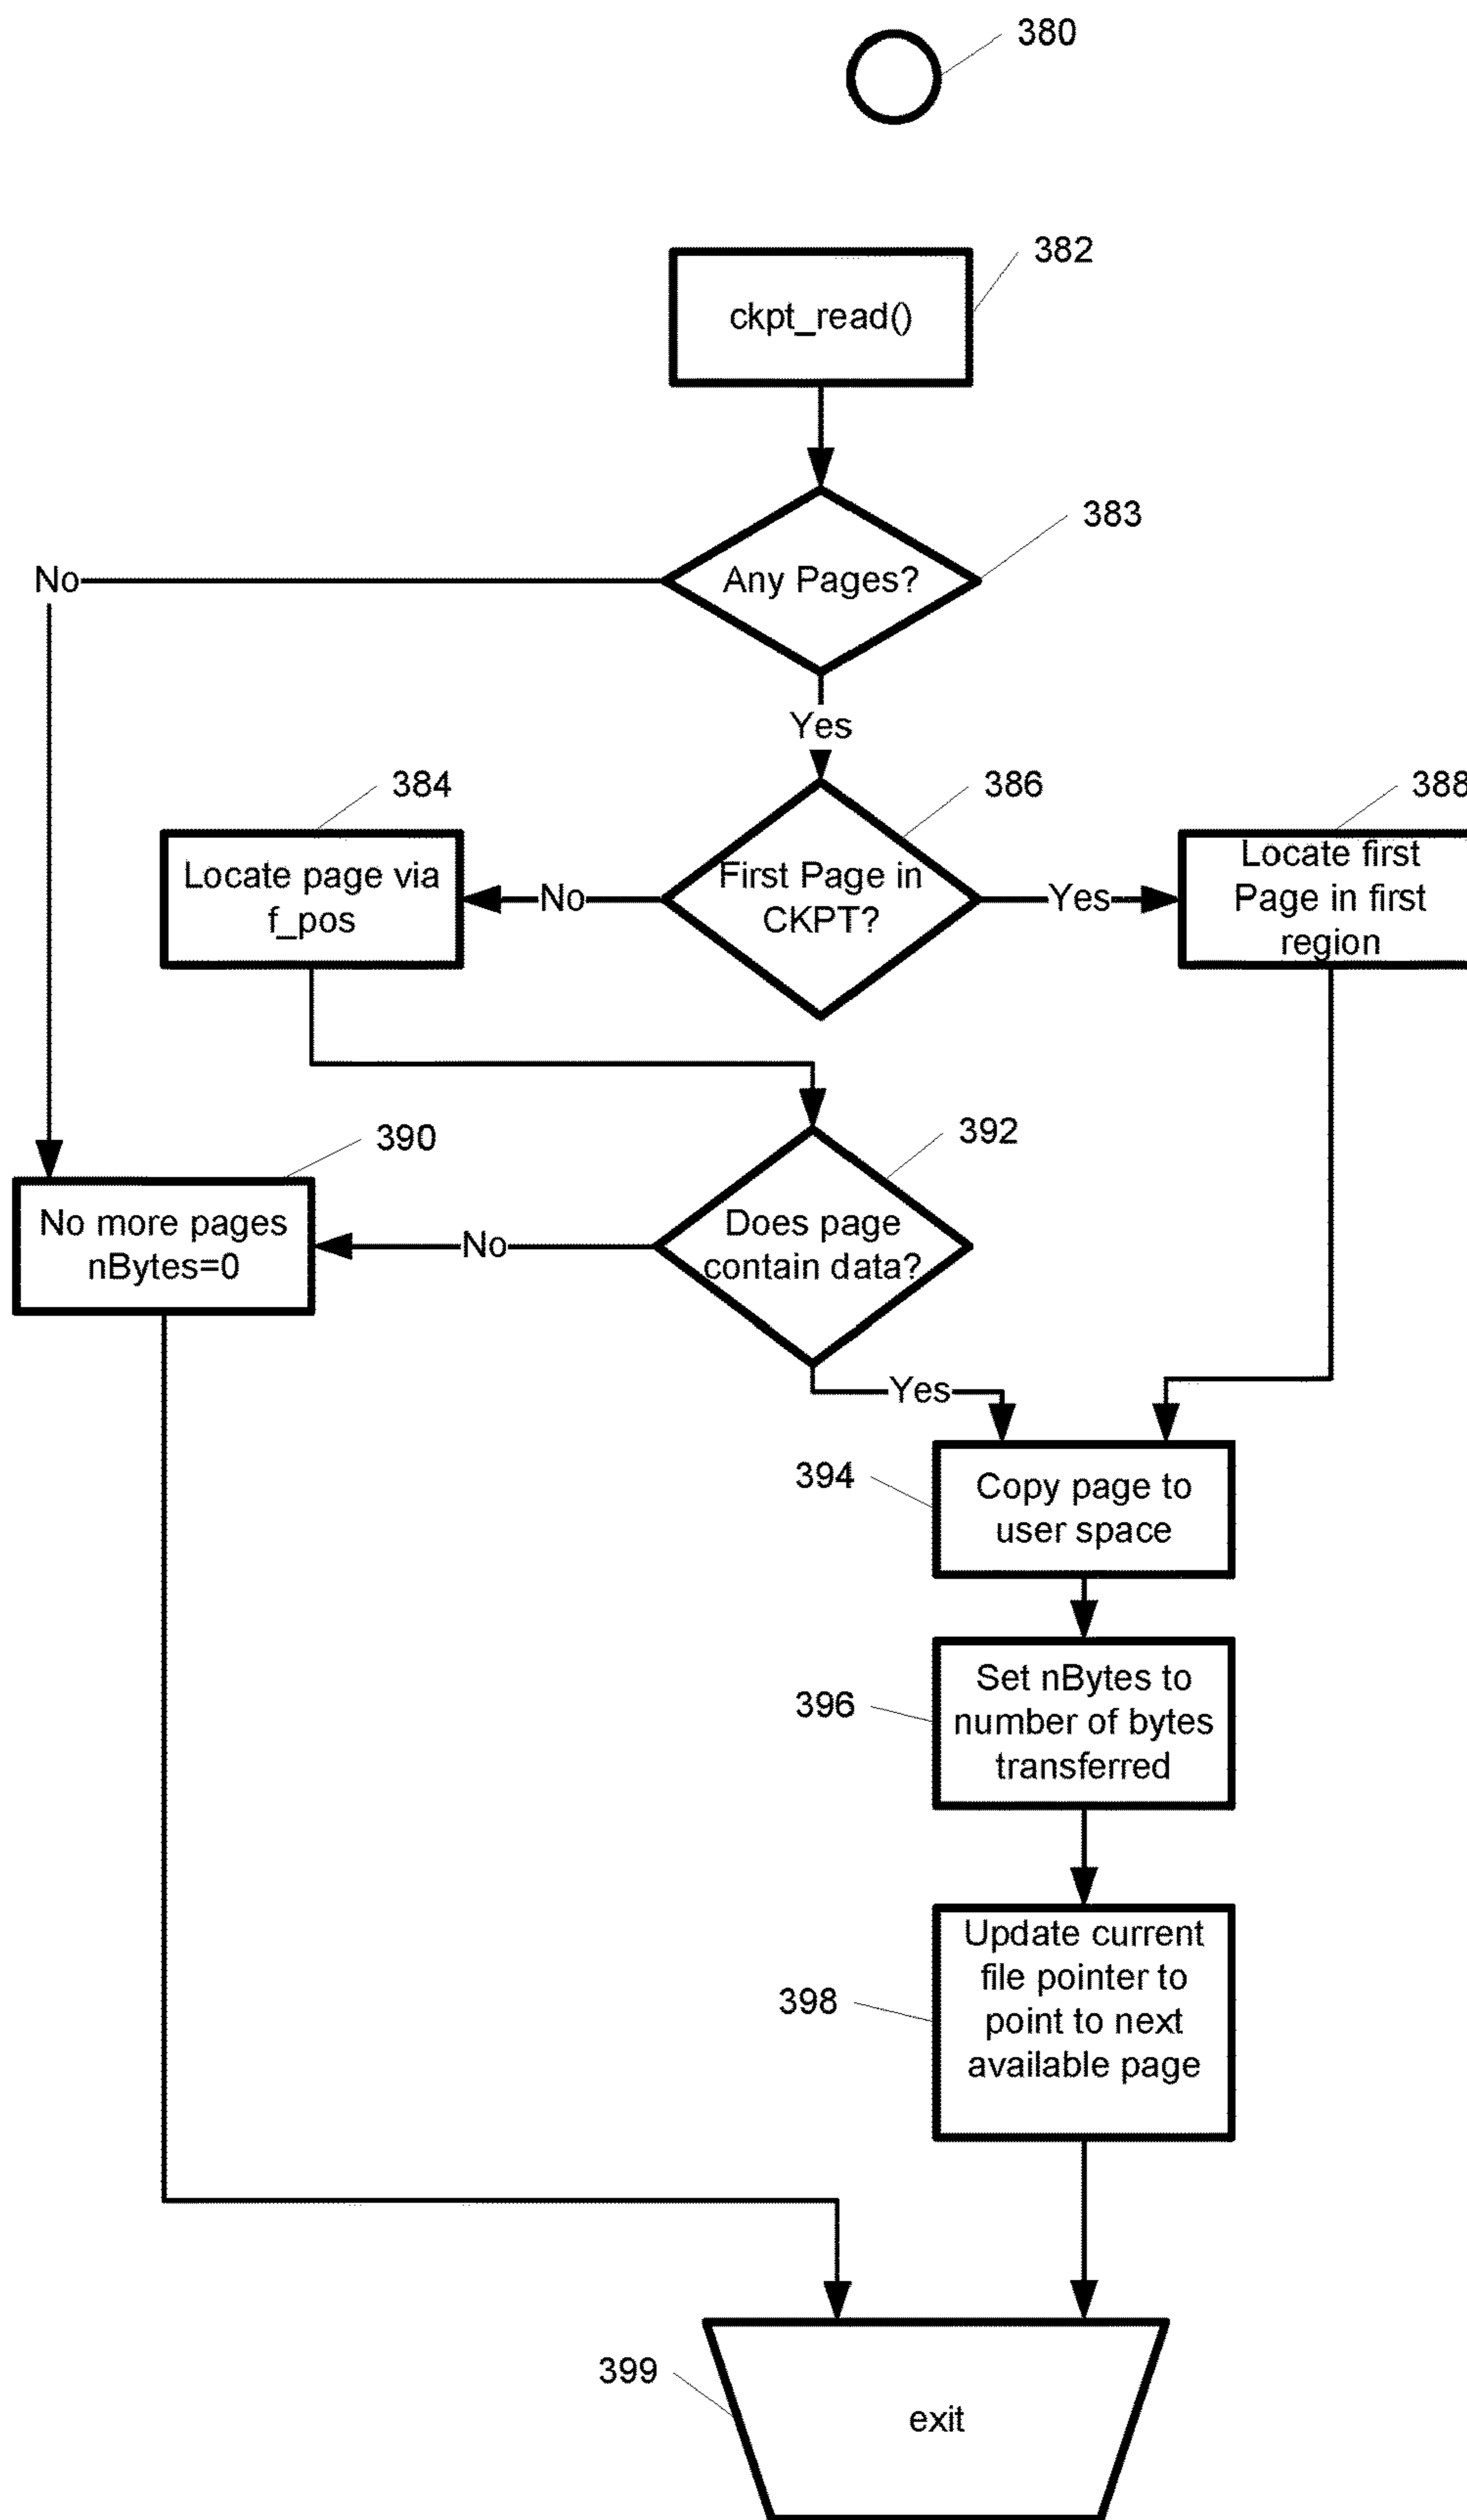 380
382
ckpt_read()
383
Any Pages?
No
Yes
384
386
388
Locate page via
f_pos
No
First Page in
CKPT?
Yes
Locate first
Page in first
region
390
392
No more pages
nBytes=0
No
Does page
contain data?
Yes
394
Copy page to
user space
396
Set nBytes to
number of bytes
transferred
398
Update current
file pointer to
point to next
available page
399
exit